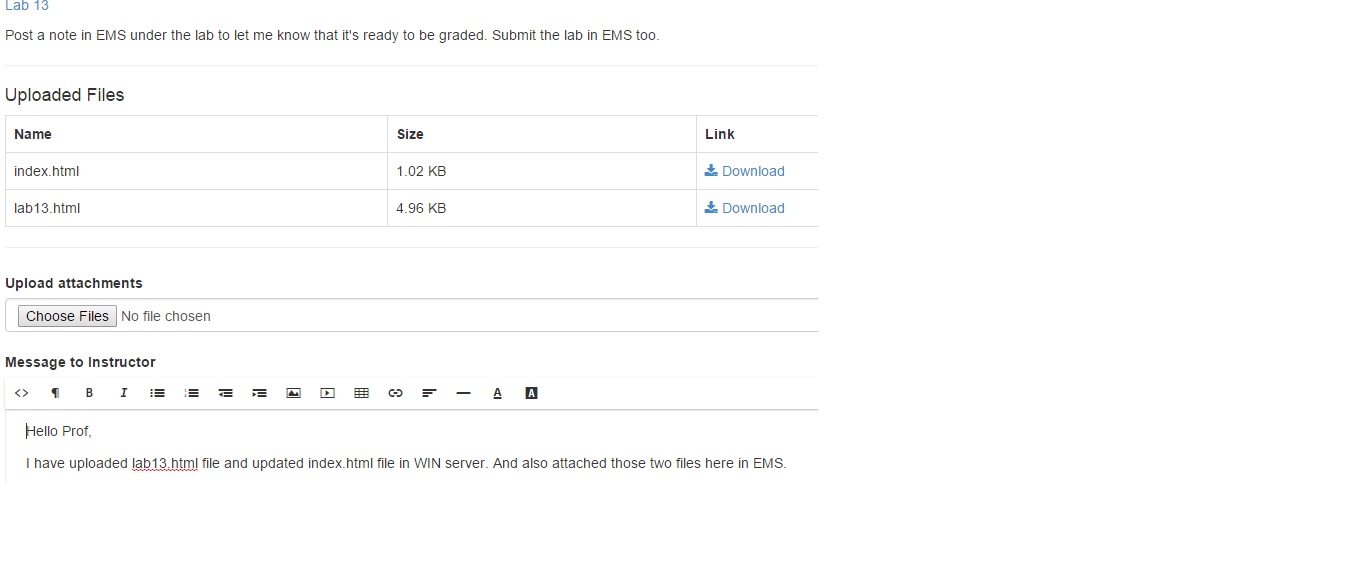 Lab 13
Post a note in EMS under the lab to let me know that it's ready to be graded. Submit the lab in EMS too.
Uploaded Files
Name Size Link
index.html 1.02 KB Download
lab13.html 4.96 KB Download
Upload attachments
Choose Files No file chosen
Message to Instructor
<> ¶ B I A A
Hello Prof,
I have uploaded lab13.html file and updated index.html file in WIN server. And also attached those two files here in EMS.